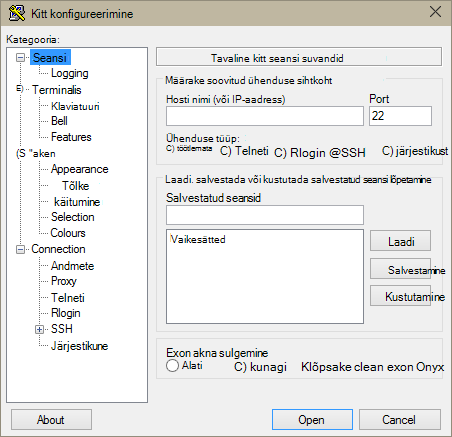 Kitt konfigureerimine
Kategooria:
Seansi
Logging
E) Terminalis
Klaviatuuri
Bell
Features
(S "aken
Appearance
Tõlke
käitumine
Selection
Colours
Connection
Andmete
Proxy
Telneti
Rlogin
SSH
Järjestikune
Tavaline kitt seansi suvandid
Määrake soovitud ühenduse sihtkoht
Hosti nimi (või IP-aadress) Port
22
Ühenduse tüüp:
C) töötlemata C) Telneti C) Rlogin @SSH C) järjestikust
Laadi. salvestada või kustutada salvestatud seansi lõpetamine
Salvestatud seansid
Vaikesätted
Laadi
Salvestamine
Kustutamine
Exon akna sulgemine
Alati C) kunagi Klõpsake clean exon Onyx
About Open Cancel